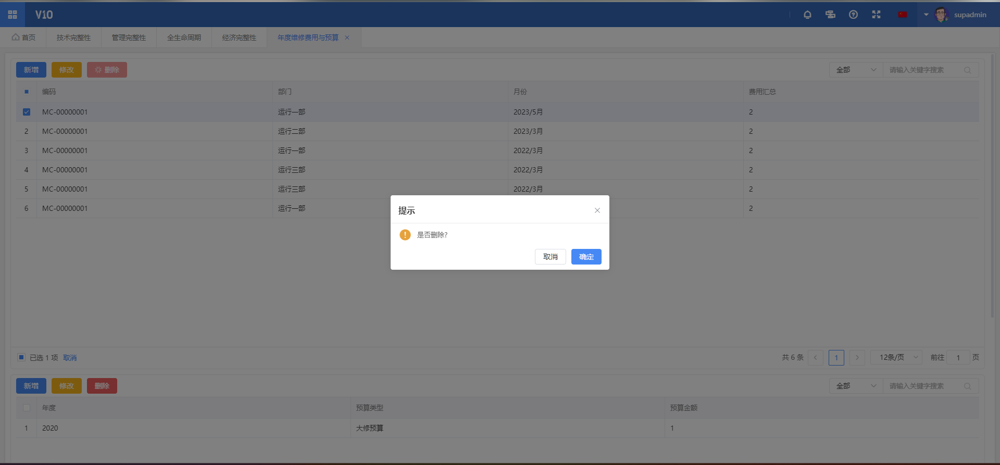 V10
supadmin
首页 技术完整性 管理完整性 全生命周期 经济完整性 年度维修费用与预算
新增 修改 删除 全部 请输入关键字搜索
编码 部门 月份 费用汇总
MC-00000001 运行一部 2023/5月 2
2 MC-00000001 运行二部 2023/3月 2
3 MC-00000001 运行一部 2022/3月 2
4 MC-00000001 运行三部 2022/3月 2
5 MC-00000001 运行三部 2022/3月 2
6 MC-00000001 运行一部 2
提示
是否删除?
取消 确定
已选 1 项 取消 共 6 条 1 12条/页 前往 1 页
新增 修改 删除 全部 请输入关键字搜索
年度 预算类型 预算金额
1 2020 大修预算 1